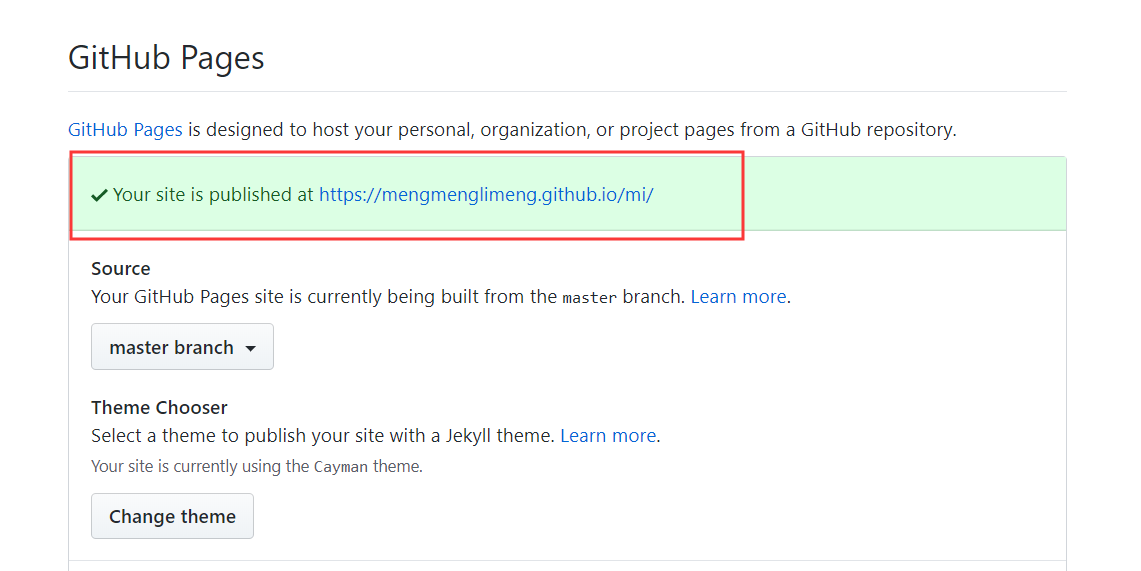 GitHub Pages
GitHub Pages is designed to host your personal, organization, or project pages from a GitHub repository.
Your site is published at https://mengmenglimeng.github.io/mi/
Source
Your GitHub Pages site is currently being built from the master branch. Learn more.
master branch
Theme Chooser
Select a theme to publish your site with a Jekyll theme. Learn more.
Your site is currently using the Cayman theme.
Change theme